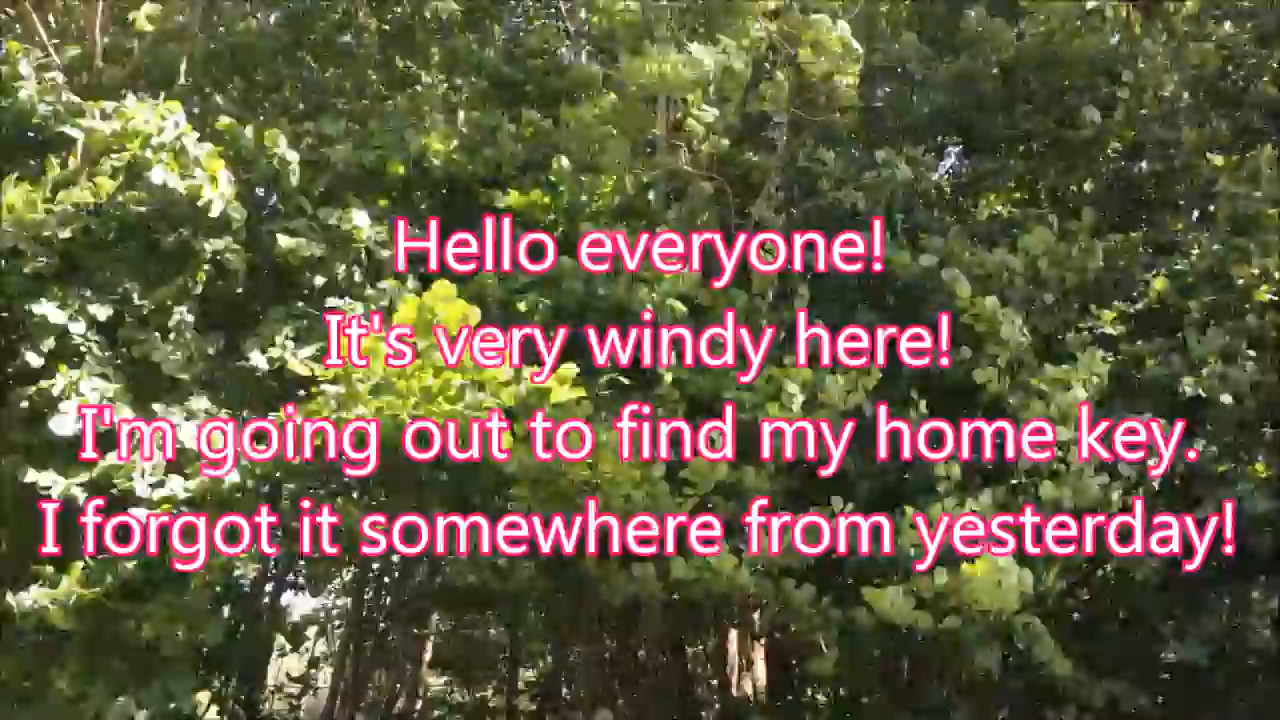 Hello everyone!
It's very windy here!
I'm going out to find my home key.
I forgot it somewhere from yesterday!